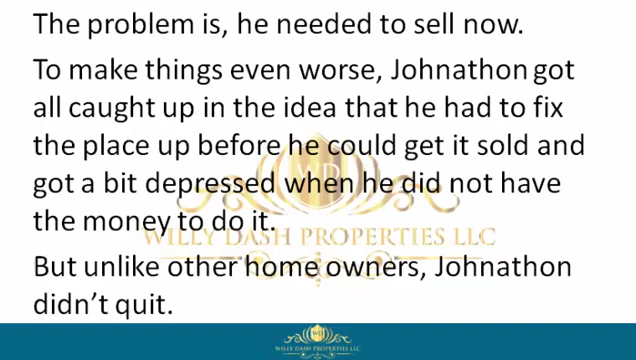 The problem is, he needed to sell now.
To make things even worse, Johnathon got
all caught up in the idea that he had to fix
the place up before he could get it sold and
got a bit depressed when he did not have
the money to do it.
WILLY DASH PROPERTIES LLC
But unlike other home owners, Johnathon
didn’t quit.
WILLY DASH PROPERTIES LLC